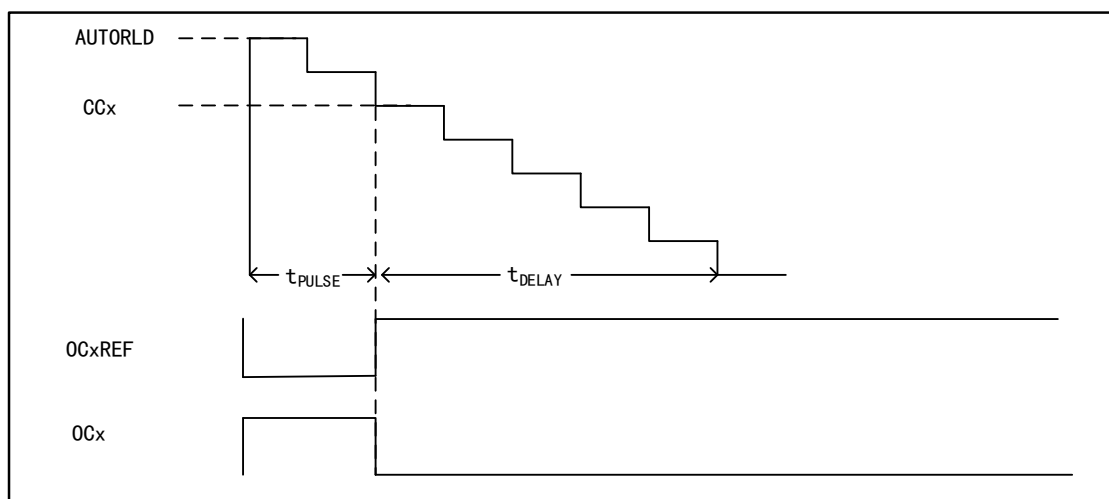 AUTORLD
CCx
tPULSE
tDELAY
OCxREF
OCx